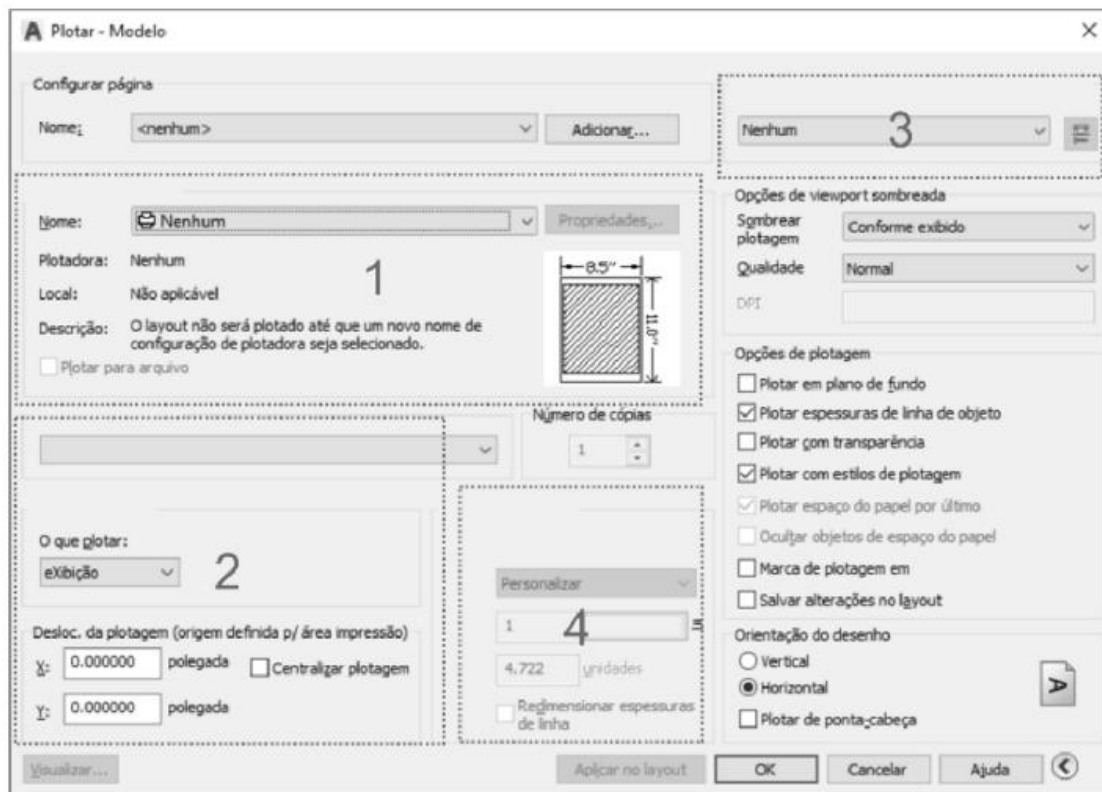 Plotar - Modelo
Configurar página
Nome: <nenhum> Adicionar...
Nenhum 3
Nome: Nenhum Propriedades...
Plotadora: Nenhum
Local: Não aplicável
Descrição: O layout não será plotado até que um novo nome de
configuração de plotadora seja selecionado.
Plotar para arquivo
1
8.5"
11.0"
Opções de viewport sombreada
Sombrear
plotagem Conforme exibido
Qualidade Normal
DPI
Número de cópias
1
O que plotar:
eXibição
2
Desloc. da plotagem (origem definida p/ área impressão)
X: 0.000000 polegada Centralizar plotagem
Y: 0.000000 polegada
Personalizar
1
4
4.722 unidades
Redimensionar espessuras
de linha
Opções de plotagem
Plotar em plano de fundo
Plotar espessuras de linha de objeto
Plotar com transparência
Plotar com estilos de plotagem
Plotar espaço do papel por último
Ocultar objetos de espaço do papel
Marca de plotagem em
Salvar alterações no layout
Orientação do desenho
Vertical
Horizontal
Plotar de ponta-cabeça
A
Visualizar... Aplicar no layout OK Cancelar Ajuda